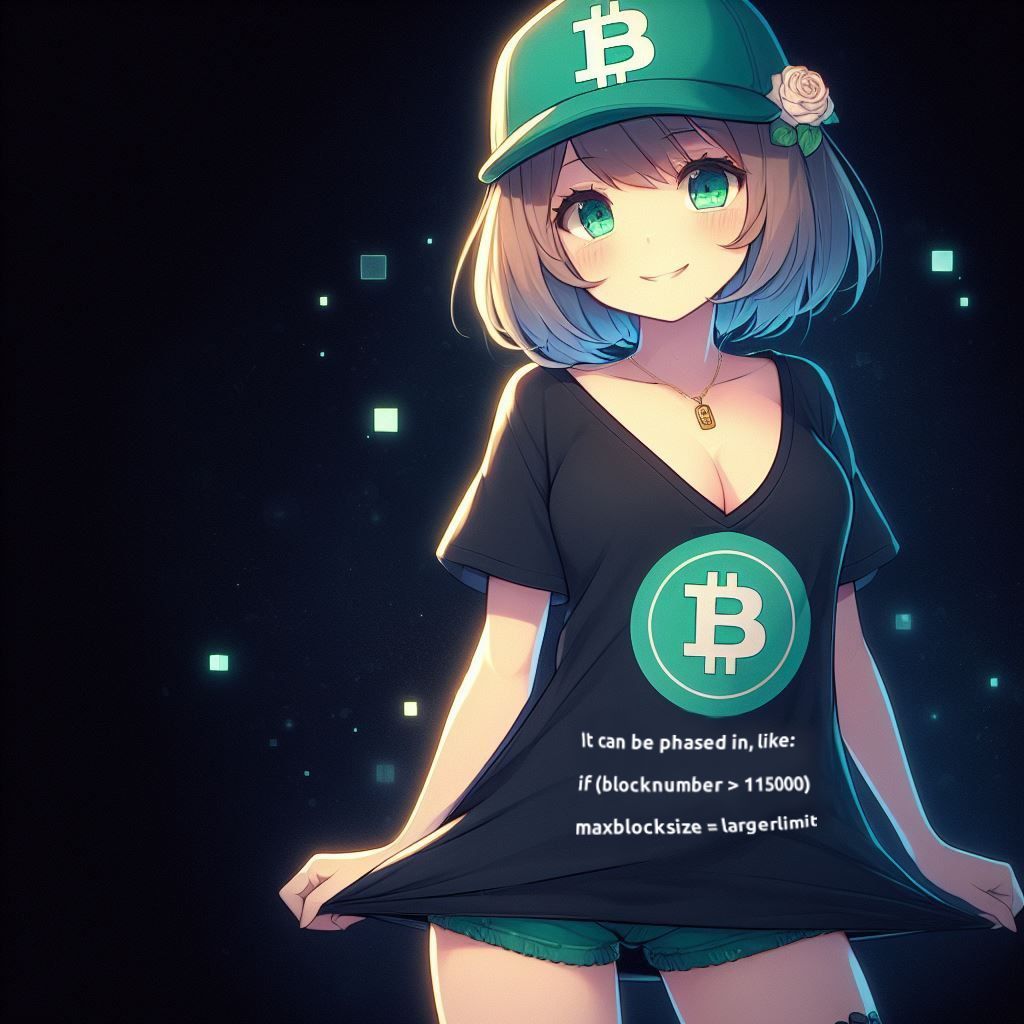 ₿
₿
It can be phased in, like:
if (blocknumber > 115000)
maxblocksize = largerlimit